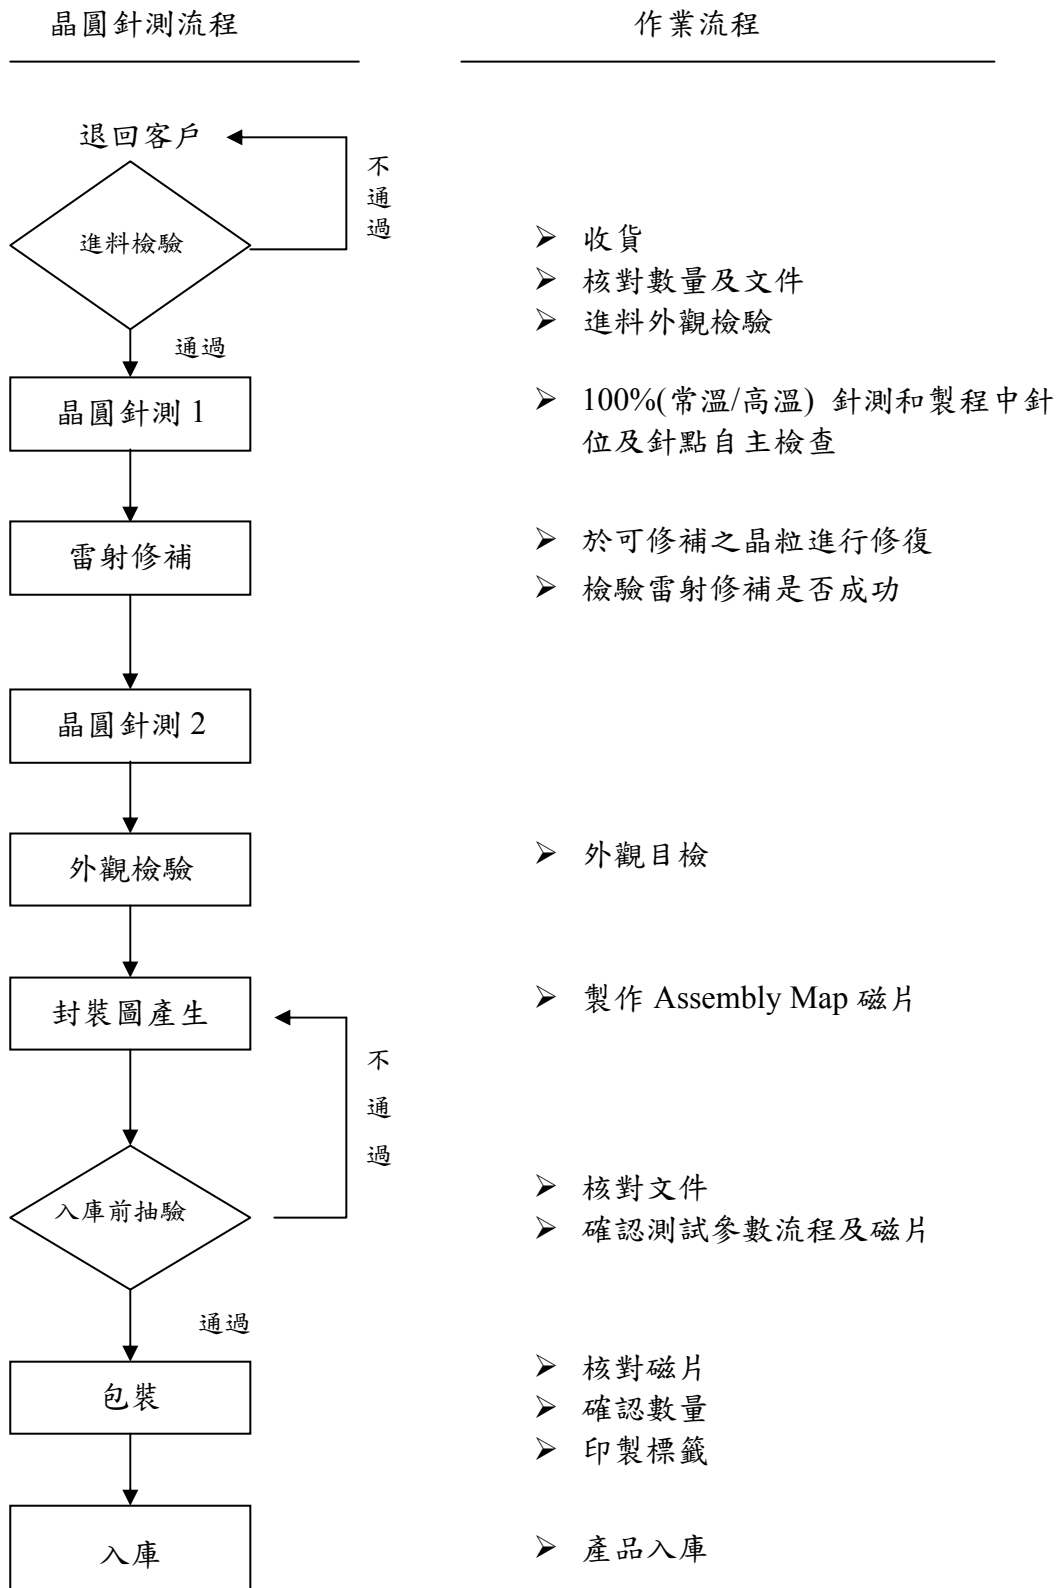 晶圓針測流程
作業流程
退回客戶
不
通
過
進料檢驗
➢ 收貨
➢ 核對數量及文件
➢ 進料外觀檢驗
通過
晶圓針測 1
➢ 100%(常溫/高溫) 針測和製程中針
位及針點自主檢查
雷射修補
➢ 於可修補之晶粒進行修復
➢ 檢驗雷射修補是否成功
晶圓針測 2
外觀檢驗
➢ 外觀目檢
封裝圖產生
➢ 製作 Assembly Map 磁片
不
通
過
入庫前抽驗
➢ 核對文件
➢ 確認測試參數流程及磁片
通過
包裝
➢ 核對磁片
➢ 確認數量
➢ 印製標籤
入庫
➢ 產品入庫